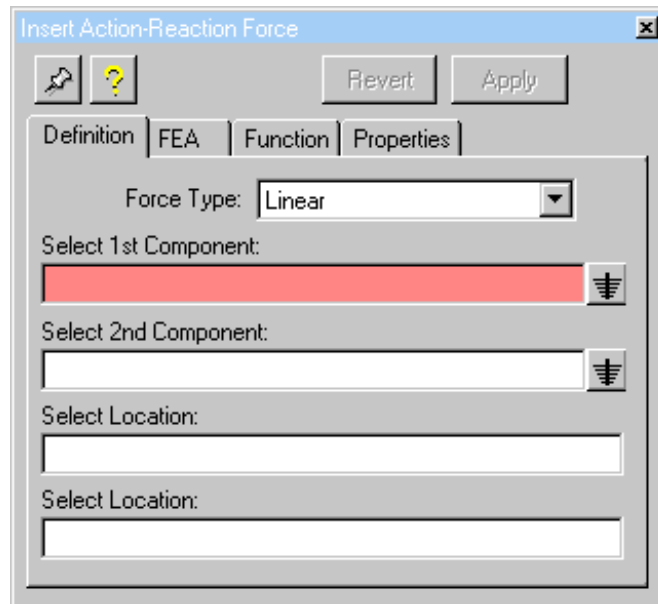 Insert Action-Reaction Force
?
Revert Apply
Definition FEA Function Properties
Force Type: Linear
Select 1st Component:
Select 2nd Component:
Select Location:
Select Location: